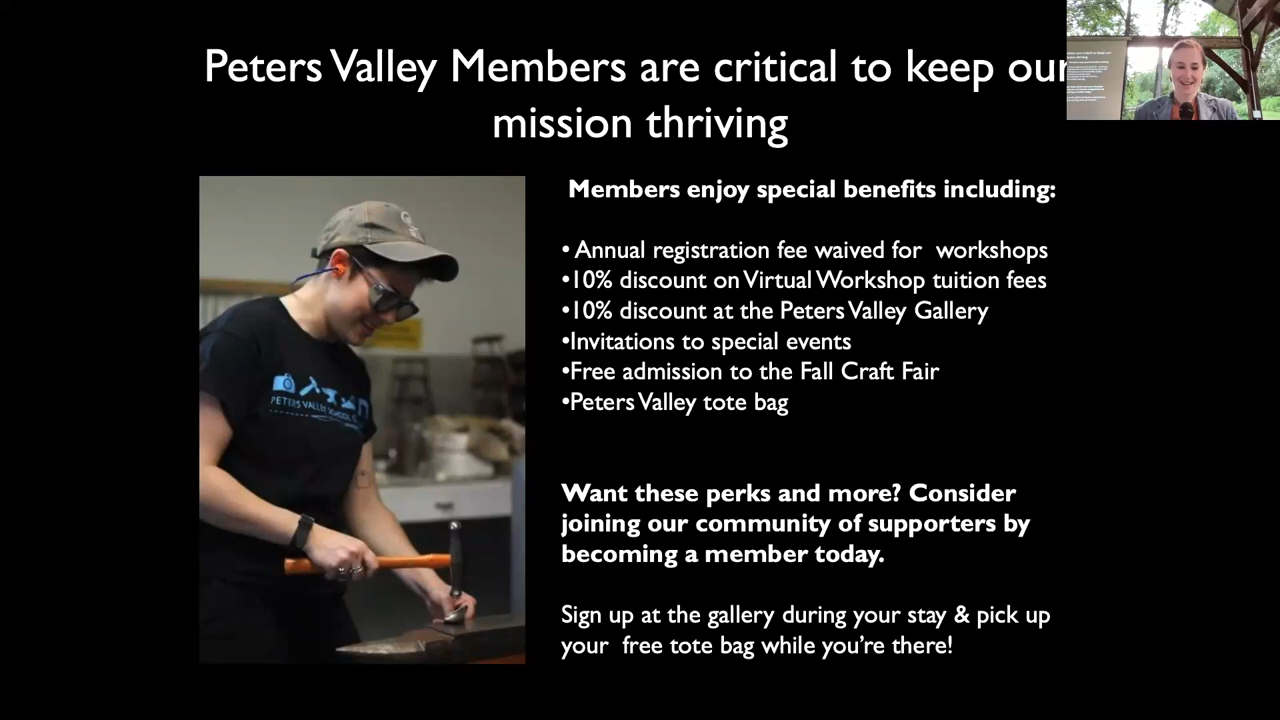 Peters Valley Members are critical to keep our
mission thriving
Members enjoy special benefits including:
• Annual registration fee waived for  workshops
•10% discount on Virtual Workshop tuition fees
•10% discount at the Peters Valley Gallery
•Invitations to special events
•Free admission to the Fall Craft Fair
•Peters Valley tote bag
PETERS VALLEY SCHOOL
Want these perks and more? Consider
joining our community of supporters by
becoming a member today.
Sign up at the gallery during your stay & pick up
your  free tote bag while you’re there!